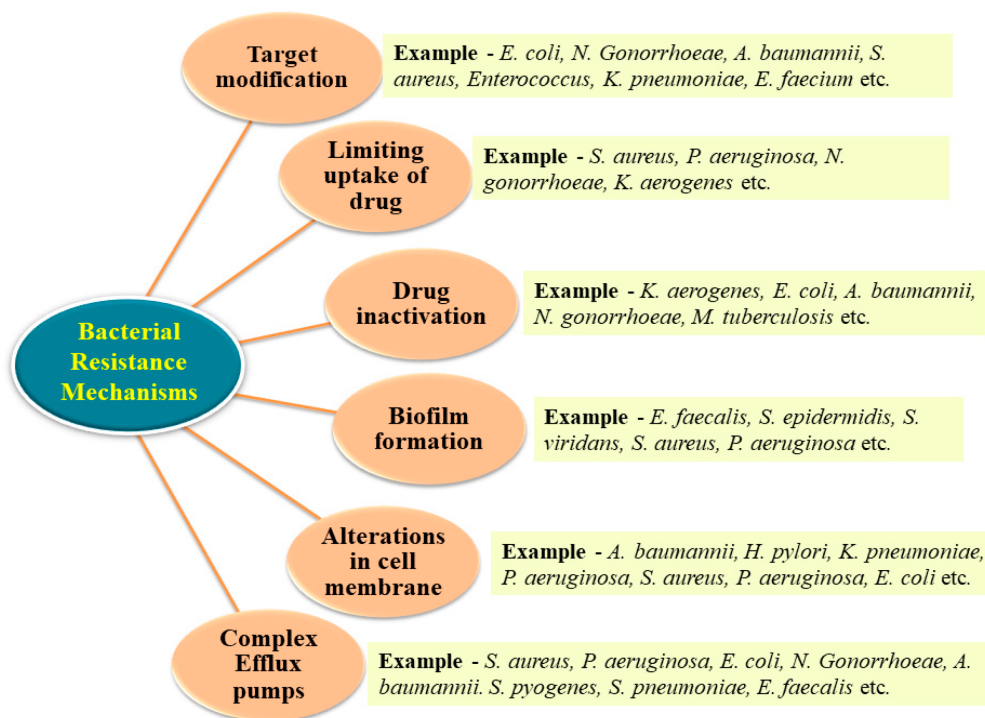 Target
modification
Example - E. coli, N. Gonorrhoeae, A. baumannii, S.
aureus, Enterococcus, K. pneumoniae, E. faecium etc.
Limiting
uptake of
drug
Example - S. aureus, P. aeruginosa, N.
gonorrhoeae, K. aerogenes etc.
Drug
inactivation
Example - K. aerogenes, E. coli, A. baumannii,
N. gonorrhoeae, M. tuberculosis etc.
Bacterial
Resistance
Mechanisms
Biofilm
formation
Example - E. faecalis, S. epidermidis, S.
viridans, S. aureus, P. aeruginosa etc.
Alterations
in cell
membrane
Example - A. baumannii, H. pylori, K. pneumoniae,
P. aeruginosa, S. aureus, P. aeruginosa, E. coli etc.
Complex
Efflux
pumps
Example - S. aureus, P. aeruginosa, E. coli, N. Gonorrhoeae, A.
baumannii. S. pyogenes, S. pneumoniae, E. faecalis etc.